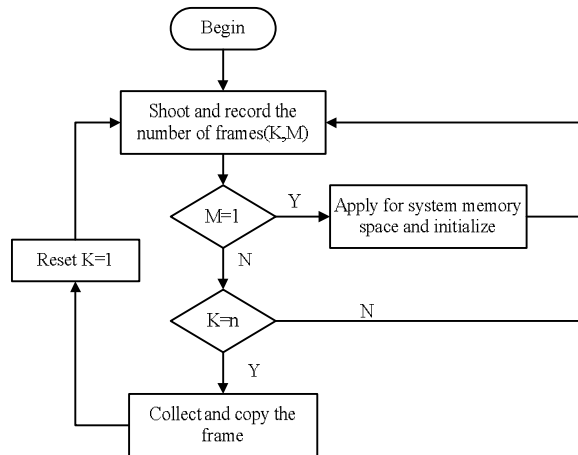 Begin
Shoot and record the
number of frames(K,M)
M=1
Y
Apply for system memory
space and initialize
N
Reset K=1
K=n
N
Y
Collect and copy the
frame